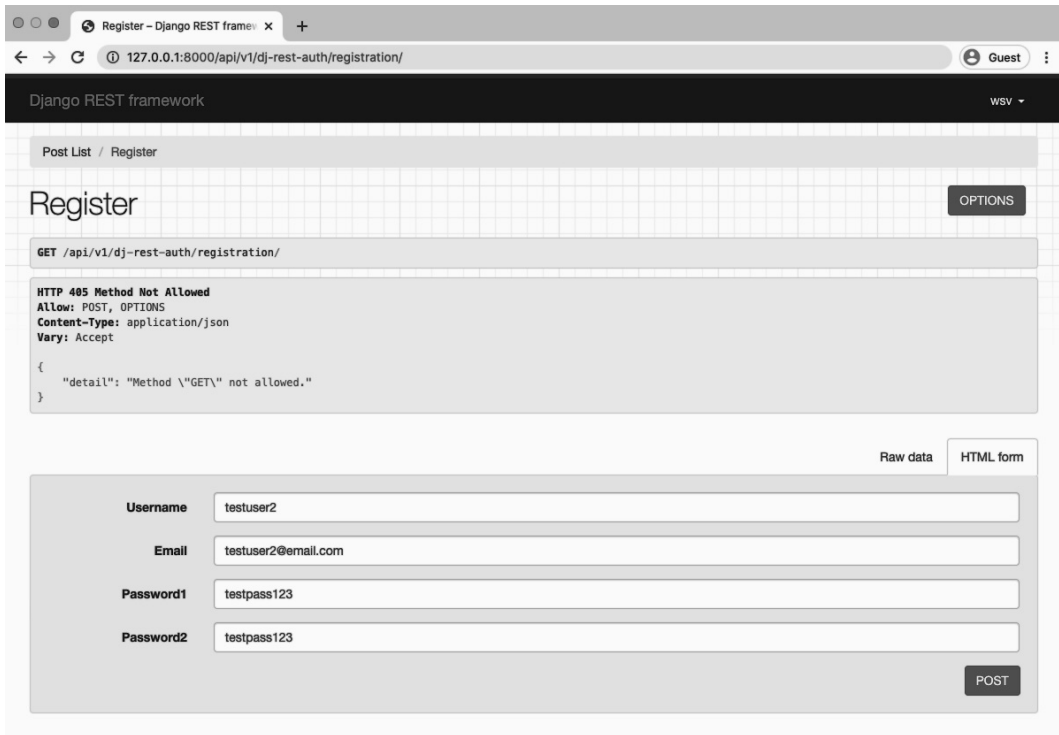 Register – Django REST framew
127.0.0.1:8000/api/v1/dj-rest-auth/registration/
Guest
Django REST framework
wsv
Post List / Register
Register
OPTIONS
GET /api/v1/dj-rest-auth/registration/
HTTP 405 Method Not Allowed
Allow: POST, OPTIONS
Content-Type: application/json
Vary: Accept
{
"detail": "Method \"GET\" not allowed."
}
Raw data
HTML form
Username testuser2
Email testuser2@email.com
Password1 testpass123
Password2 testpass123
POST